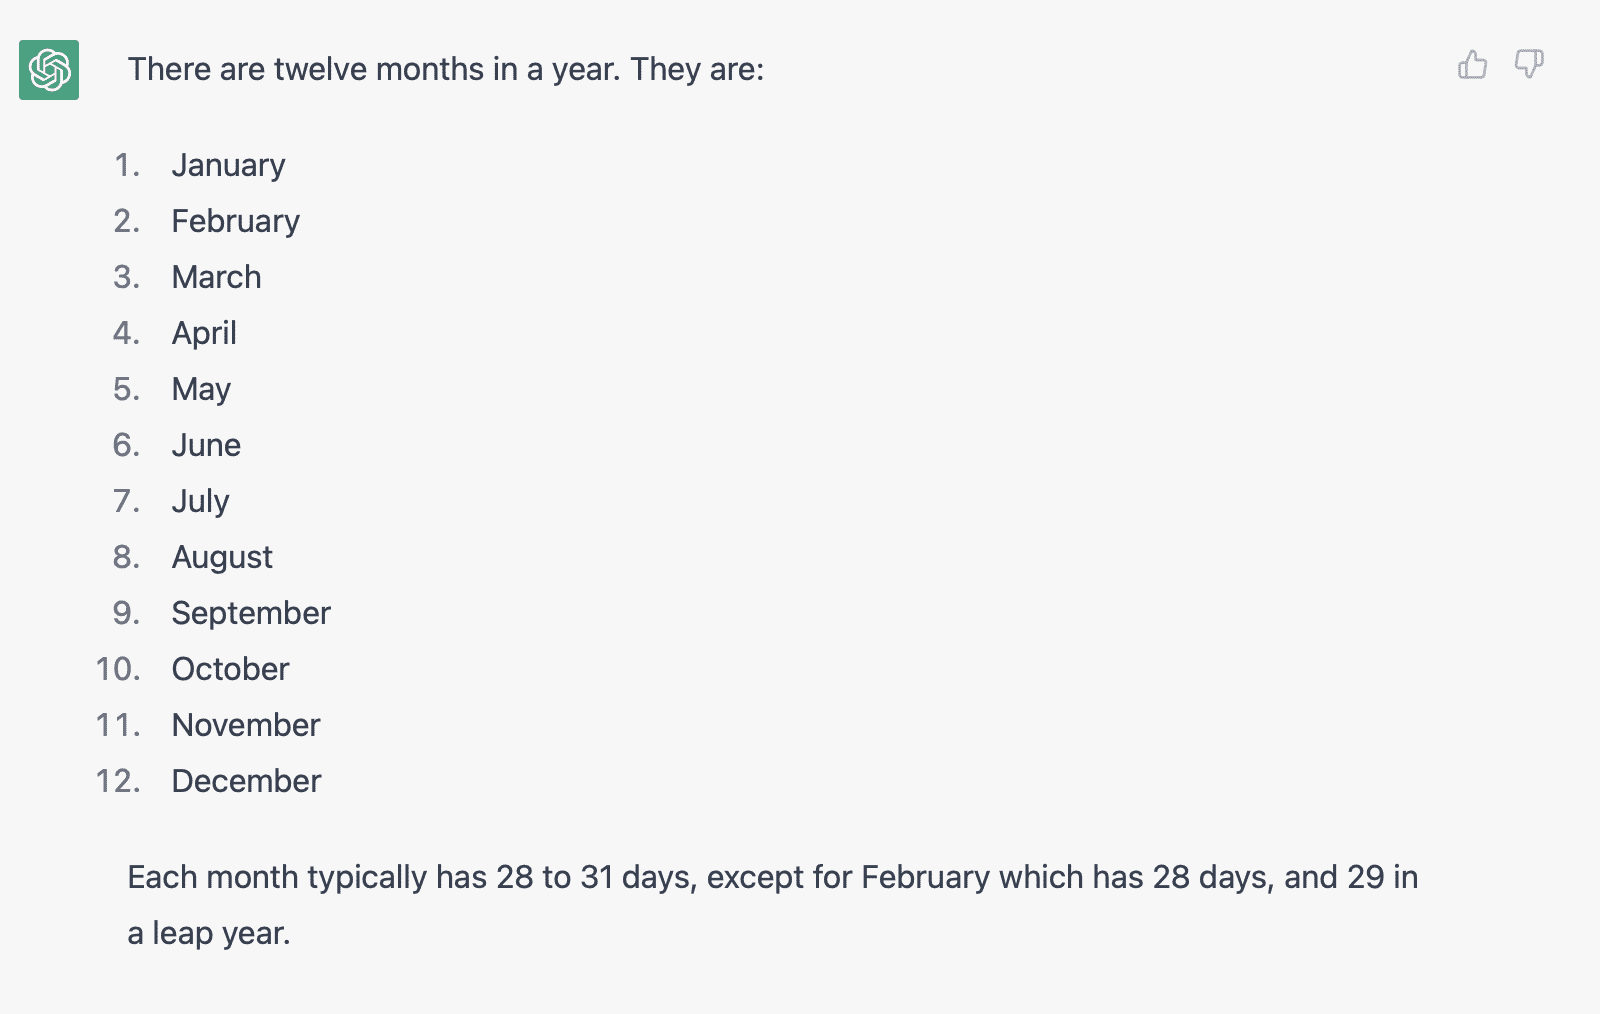 There are twelve months in a year. They are:
1. January
2. February
3. March
4. April
5. May
6. June
7. July
8. August
9. September
10. October
11. November
12. December
Each month typically has 28 to 31 days, except for February which has 28 days, and 29 in
a leap year.